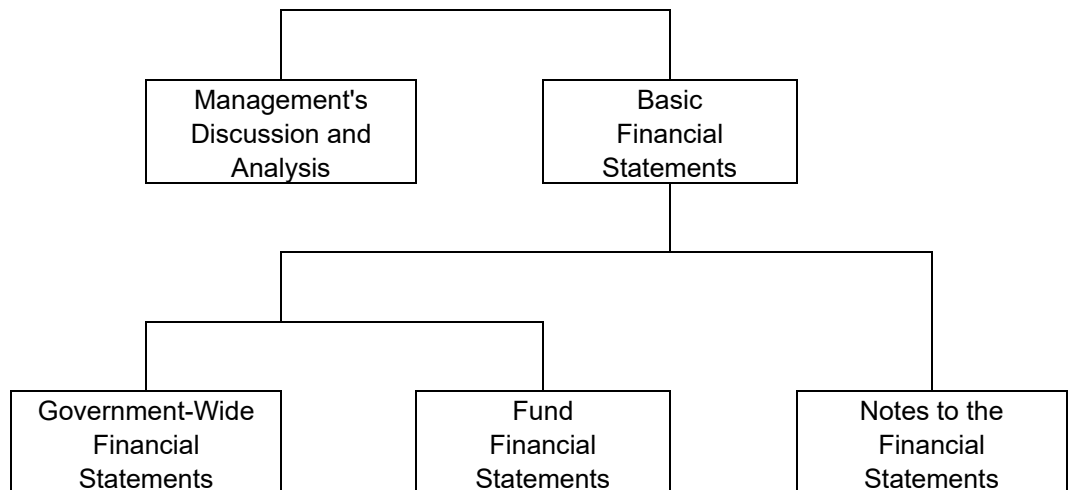 Management's
Discussion and
Analysis
Basic
Financial
Statements
Government-Wide
Financial
Statements
Fund
Financial
Statements
Notes to the
Financial
Statements